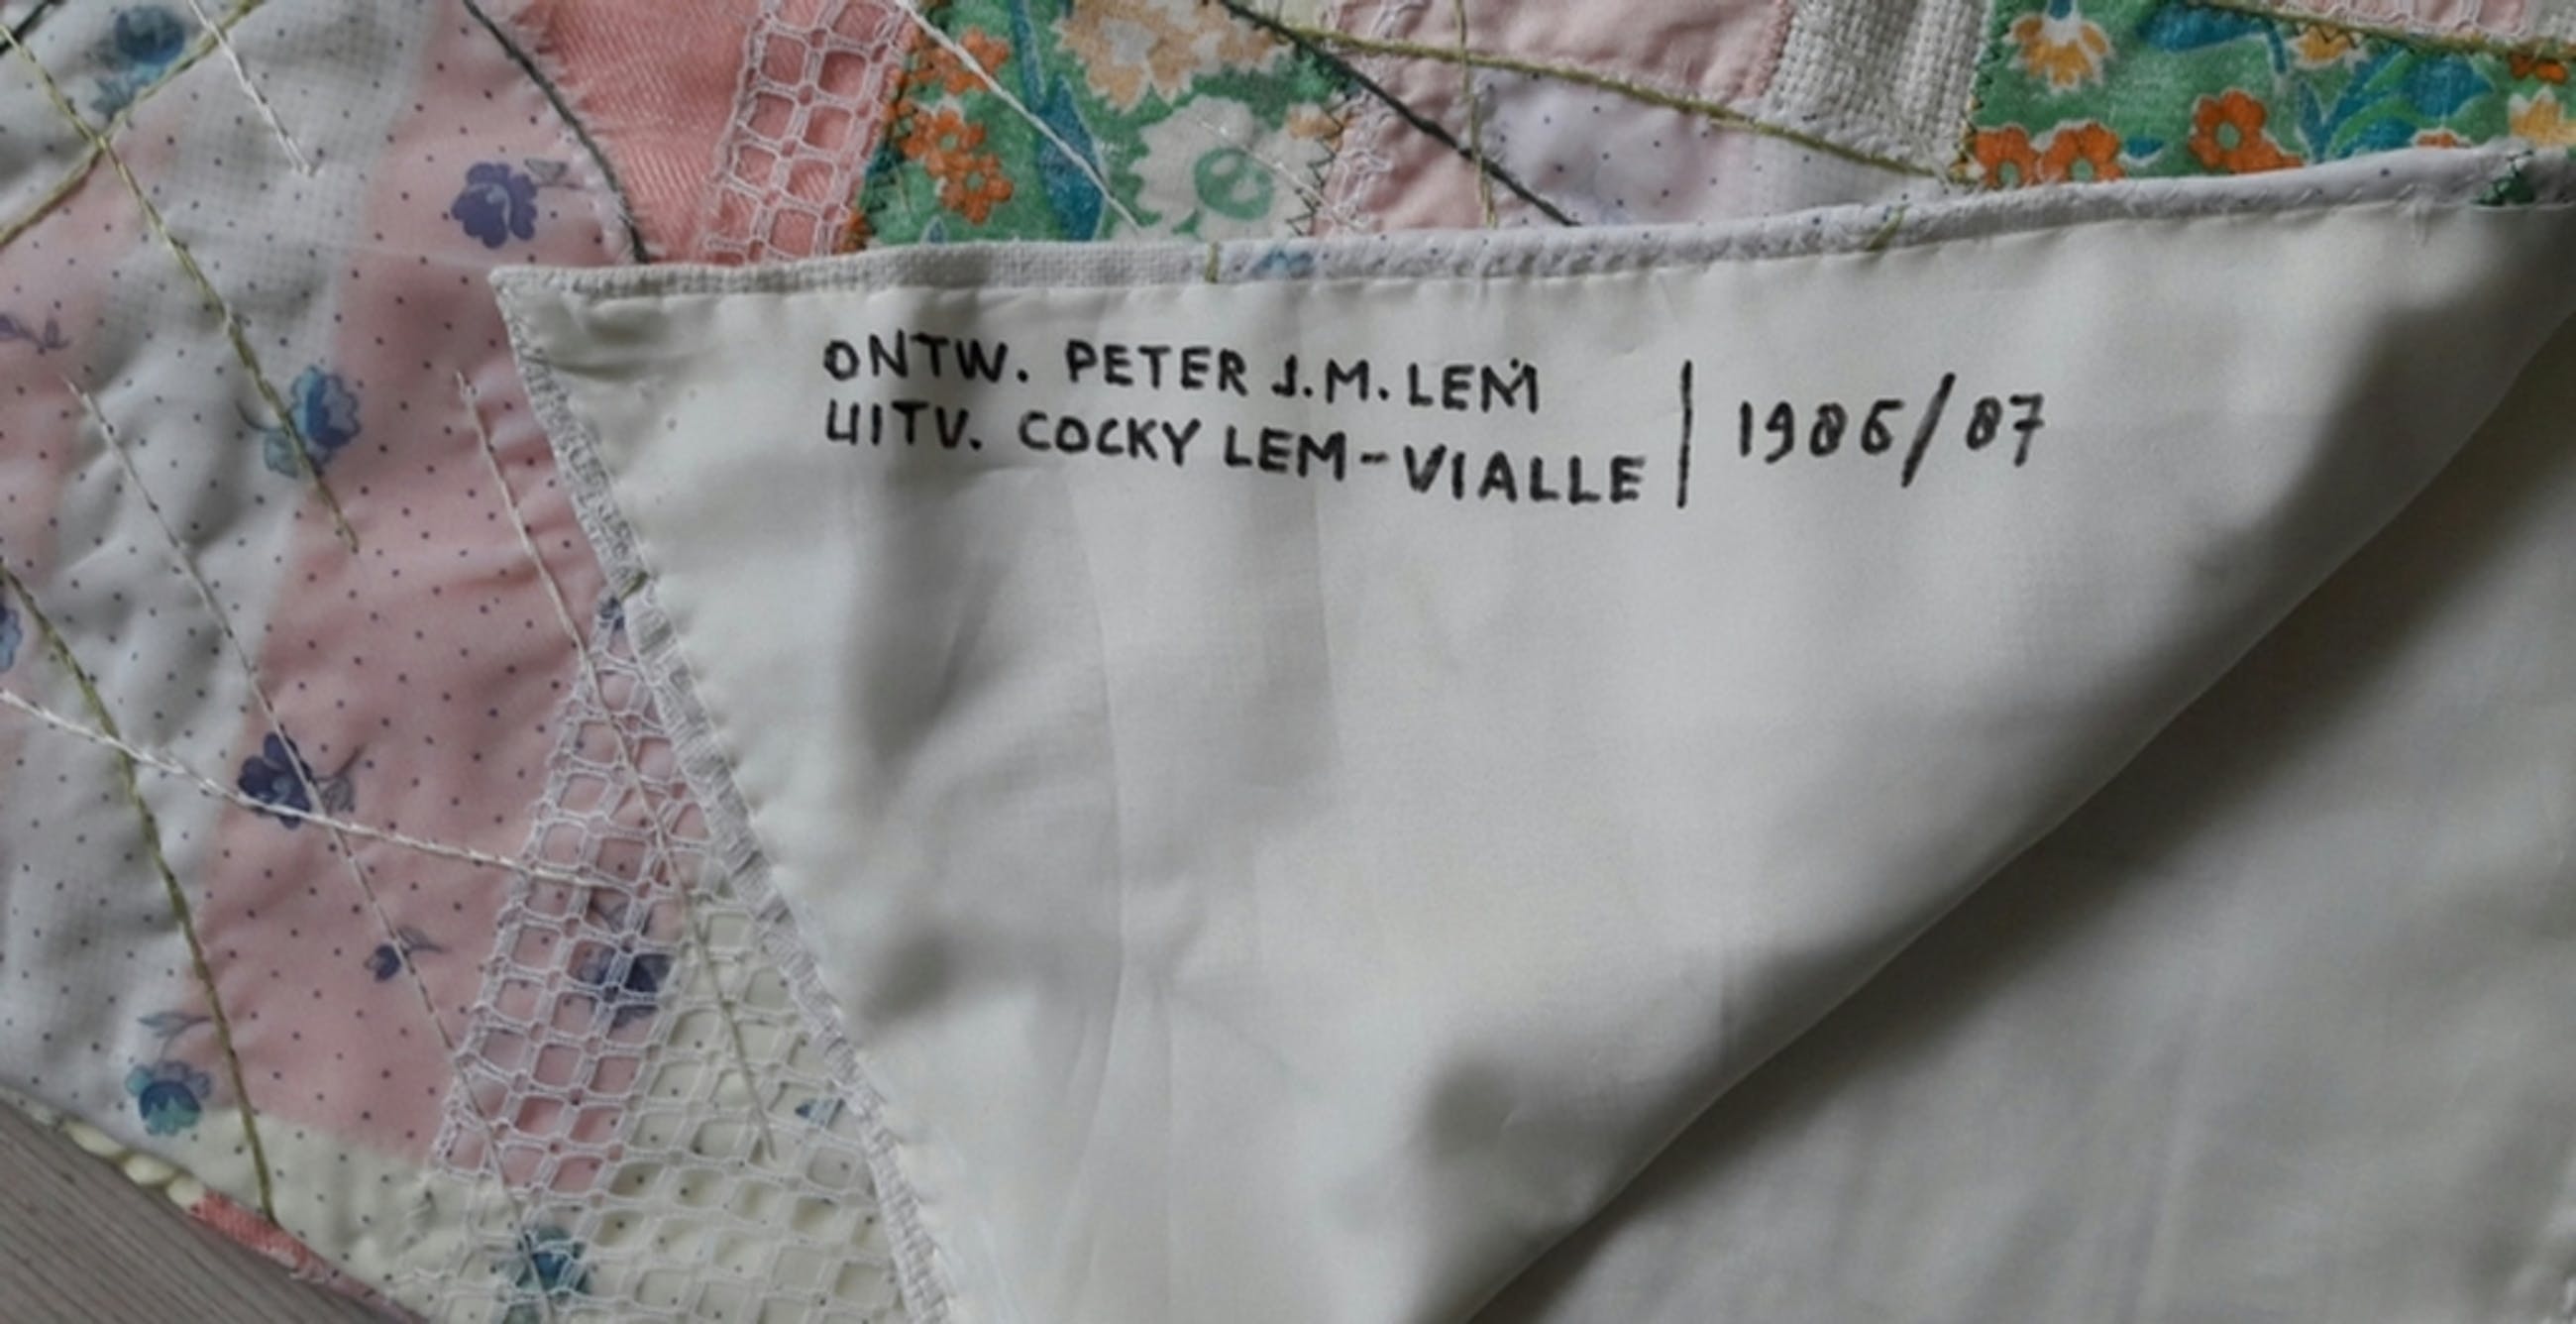 ONTW. PETER J.M. LEM
UITV. COCKY LEM-VIALLE | 1986/87